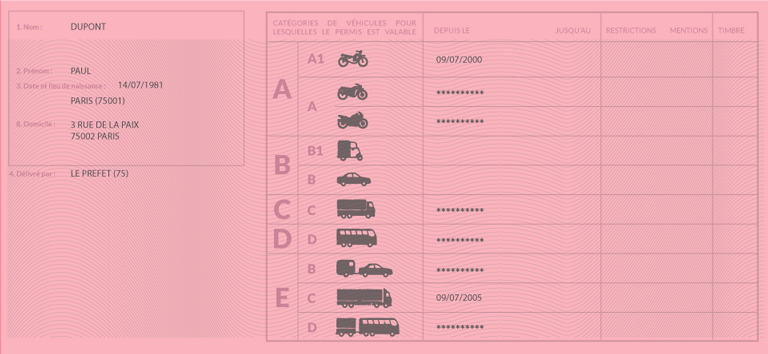 1. Nom : DUPONT
2. Prénom : PAUL
3. Date et lieu de naissance : 14/07/1981
PARIS (75001)
8. Domicile : 3 RUE DE LA PAIX
75002 PARIS
4. Délivré par : LE PREFET (75)
CATÉGORIES DE VÉHICULES POUR
LESQUELLES LE PERMIS EST VALABLE
DEPUIS LE JUSQU'AU RESTRICTIONS MENTIONS TIMBRE
A
A1 09/07/2000
A **********
**********
B
B1
B
C C **********
D D **********
E
B **********
C 09/07/2005
D **********